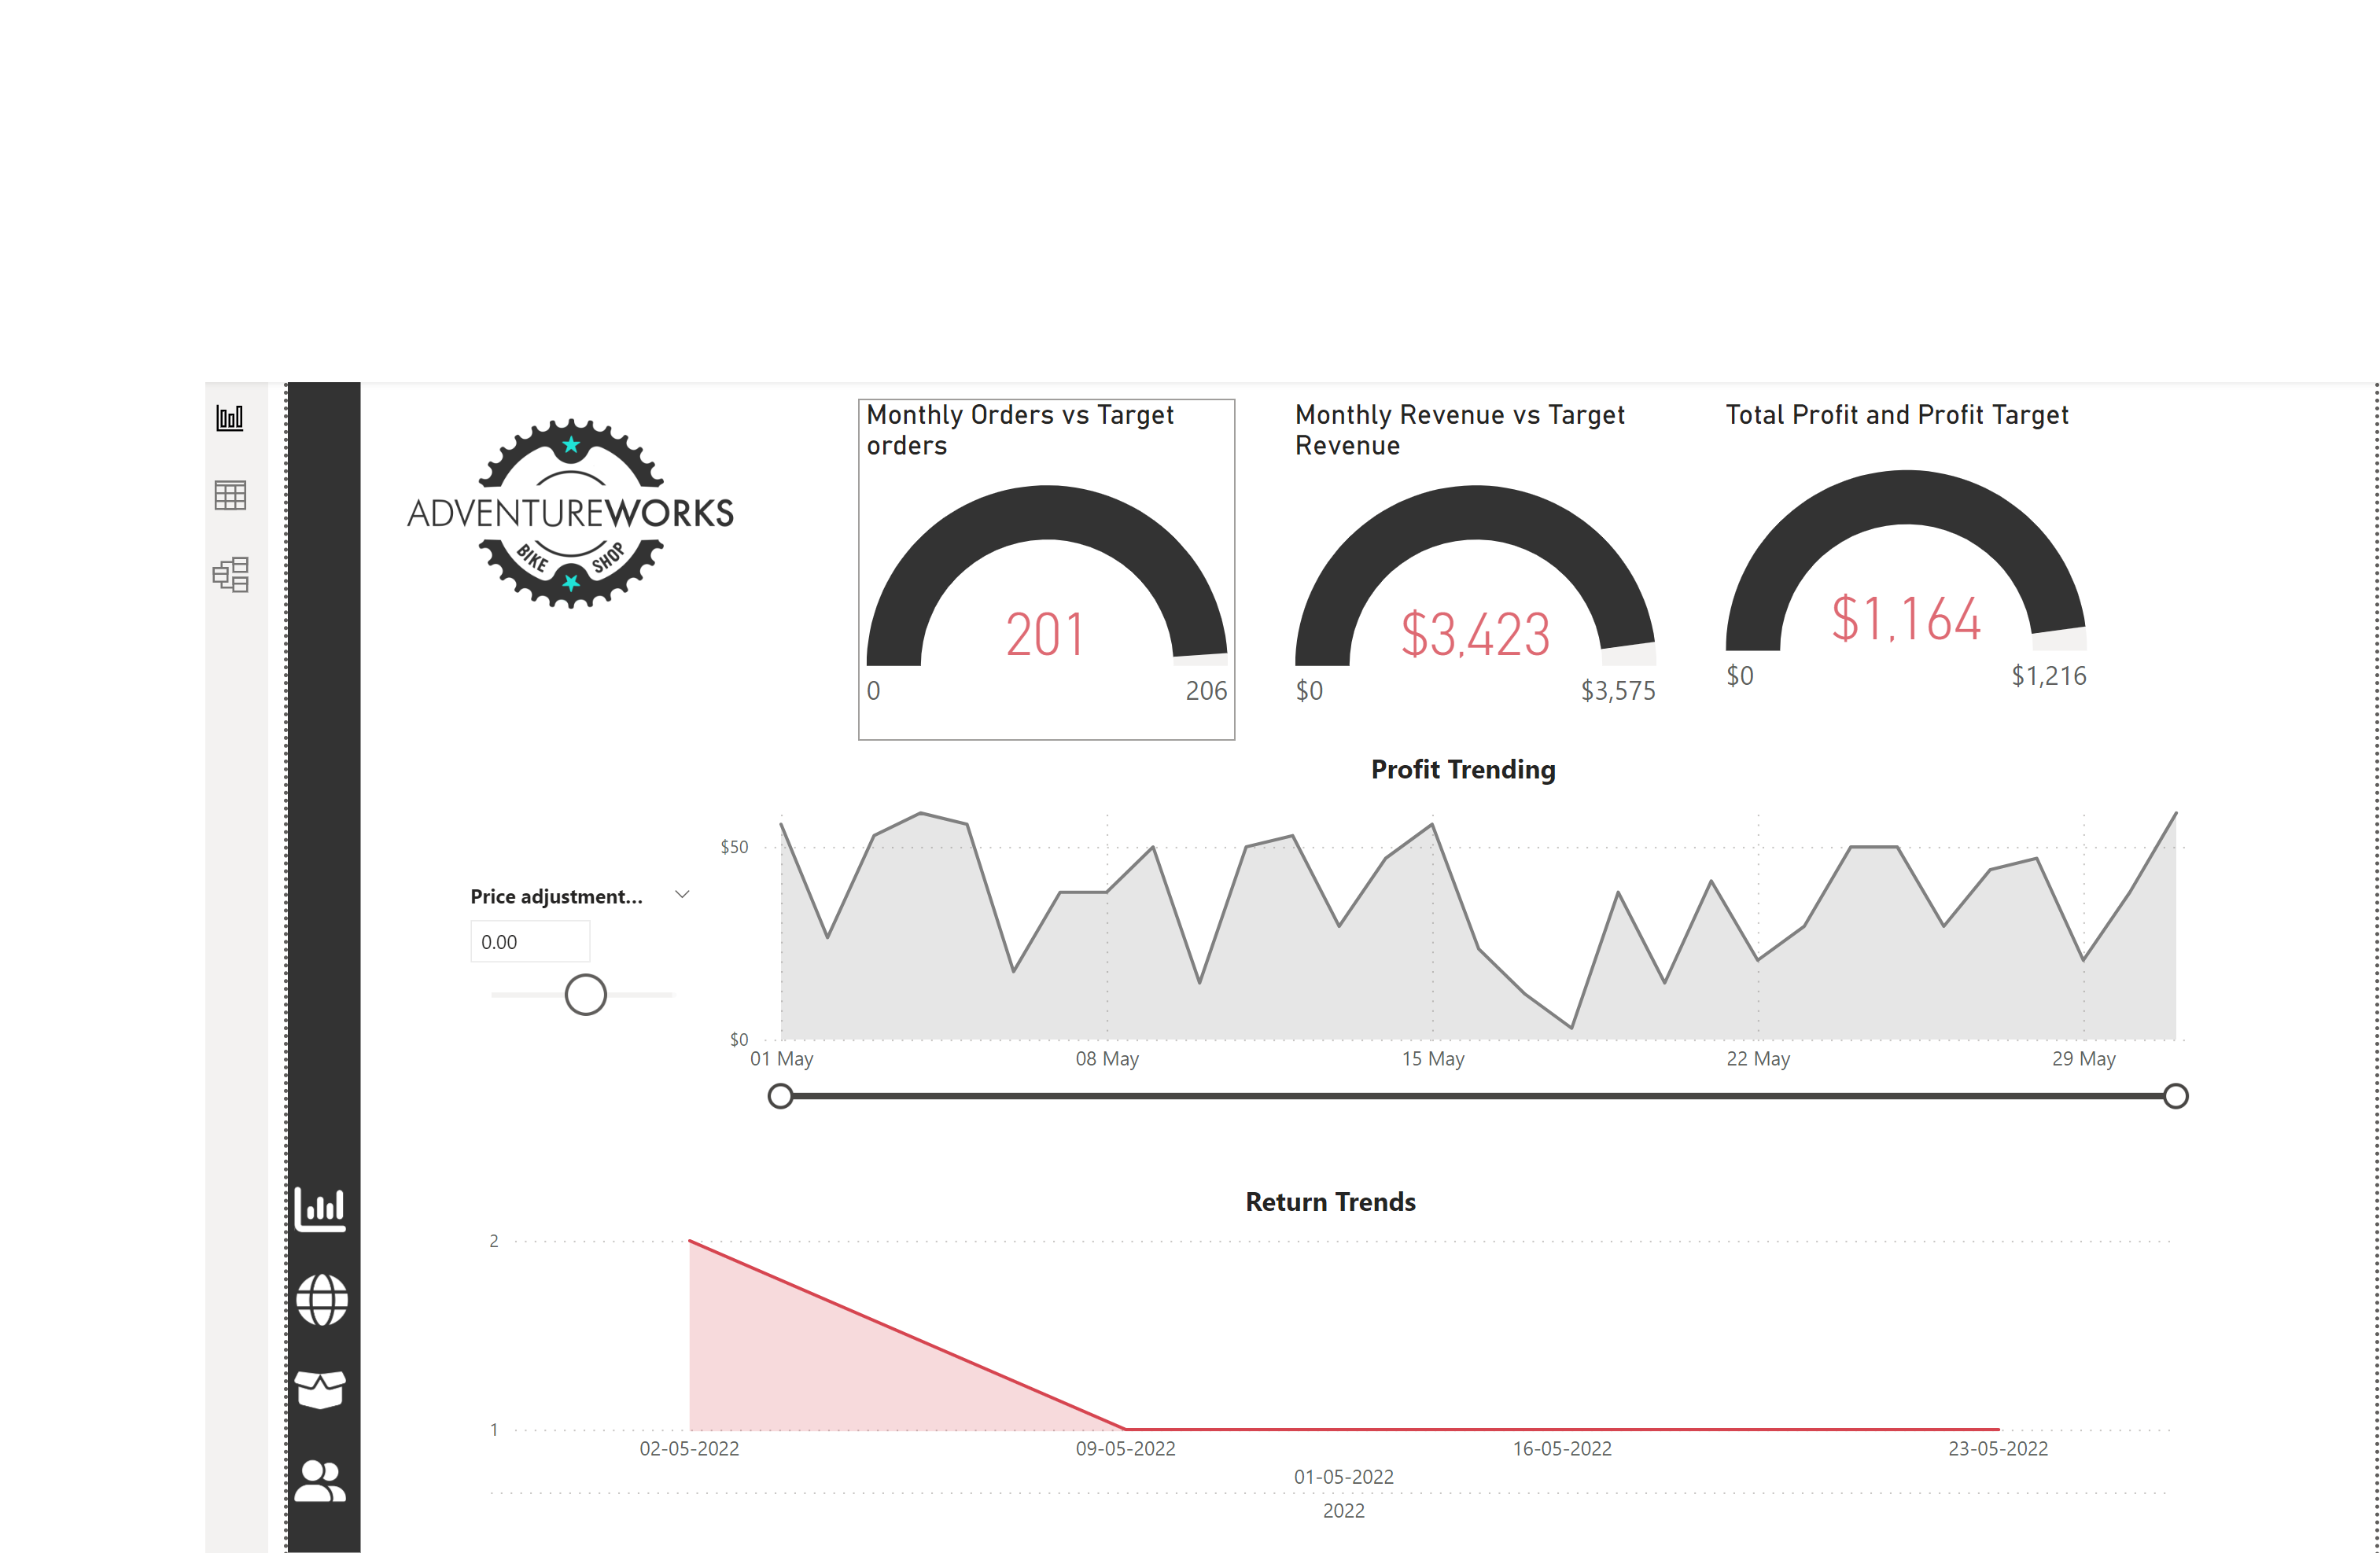 ADVENTUREWORKS
BIKE SHOP
Monthly Orders vs Target
orders
201
0
206
Monthly Revenue vs Target
Revenue
$3,423
$0
$3,575
Total Profit and Profit Target
$1,164
$0
$1,216
Profit Trending
$50
$0
01 May
08 May
15 May
22 May
29 May
Price adjustment...
0.00
Return Trends
2
1
02-05-2022
09-05-2022
16-05-2022
23-05-2022
01-05-2022
2022